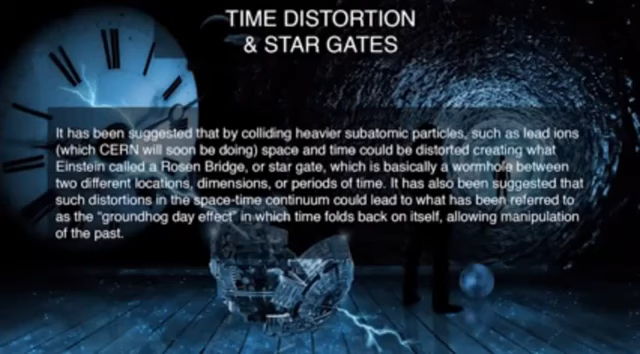 TIME DISTORTION
& STAR GATES
It has been suggested that by colliding heavier subatomic particles, such as lead ions
(which CERN will soon be doing) space and time could be distorted creating what
Einstein called a Rosen Bridge, or star gate, which is basically a wormhole between
two different locations, dimensions, or periods of time. It has also been suggested that
such distortions in the space-time continuum could lead to what has been referred to
as the "groundhog day effect" in which time folds back on itself, allowing manipulation
of the past.